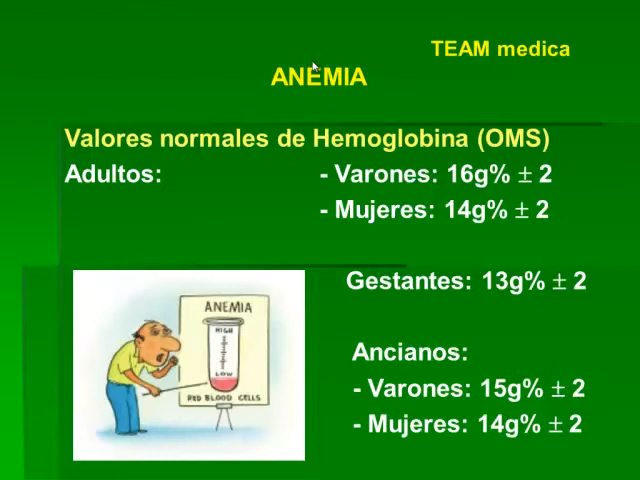 TEAM medica
ANEMIA
Valores normales de Hemoglobina (OMS)
Adultos: - Varones: 16g% ± 2
- Mujeres: 14g% ± 2
Gestantes: 13g% ± 2
ANEMIA
HIGH
LOW
RED BLOOD CELLS
Ancianos:
- Varones: 15g% ± 2
- Mujeres: 14g% ± 2